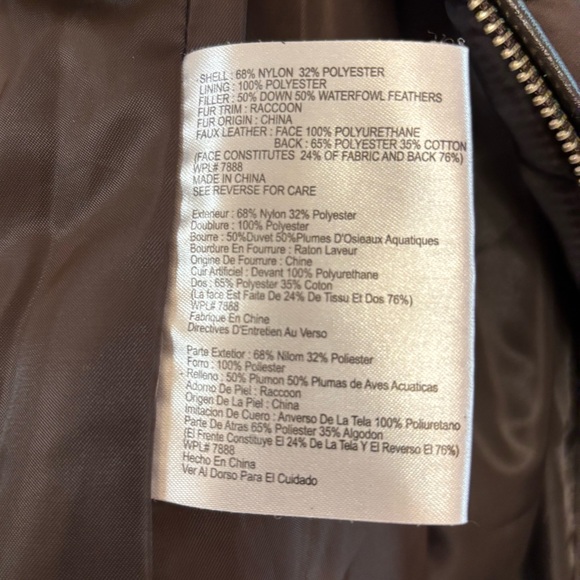 SHELL : 68% NYLON 32% POLYESTER
LINING : 100% POLYESTER
FILLER : 50% DOWN 50% WATERFOWL FEATHERS
FUR TRIM : RACCOON
FUR ORIGIN : CHINA
FAUX LEATHER : FACE 100% POLYURETHANE
BACK : 65% POLYESTER 35% COTTON
(FACE CONSTITUTES 24% OF FABRIC AND BACK 76%)
WPL# 7888
MADE IN CHINA
SEE REVERSE FOR CARE
Exterieur : 68% Nylon 32% Polyester
Doublure : 100% Polyester
Bourre : 50%Duvet 50%Plumes D'Osieaux Aquatiques
Bourdure En Fourrure : Raton Laveur
Origine De Fourrure : Chine
Cuir Artificiel : Devant 100% Polyurethane
Dos : 65% Polyester 35% Coton
(La face Est Faite De 24% De Tissu Et Dos 76%)
WPL# 7888
Fabrique En Chine
Directives D'Entretien Au Verso
Parte Extetior : 68% Nilom 32% Poliester
Forro : 100% Poliester
Relleno : 50% Plumon 50% Plumas de Aves Acuaticas
Adorno De Piel : Raccoon
Origen De La Piel : China
Imitacion De Cuero : Anverso De La Tela 100% Poliuretano
Parte De Atras 65% Poliester 35% Algodon
(El Frente Constituye El 24% De La Tela Y El Reverso El 76%)
WPL# 7888
Hecho En China
Ver Al Dorso Para El Cuidado